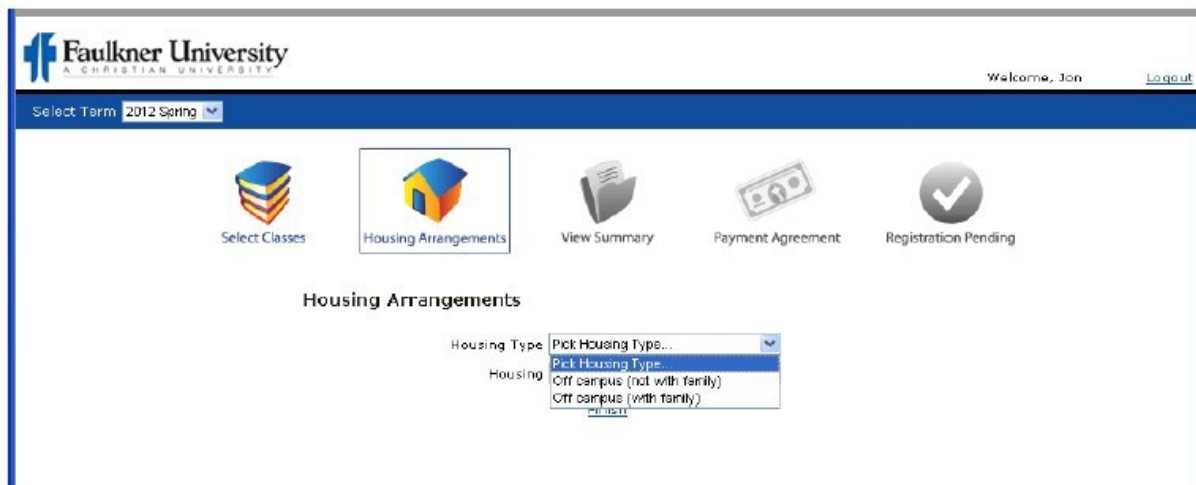 Faulkner University
A CHRISTIAN UNIVERSITY
Welcome, Jon Logout
Select Term 2012 Spring
Select Classes Housing Arrangements View Summary Payment Agreement Registration Pending
Housing Arrangements
Housing Type Pick Housing Type...
Pick Housing Type...
Housing Off campus (not with family)
Off campus (with family)
Finish